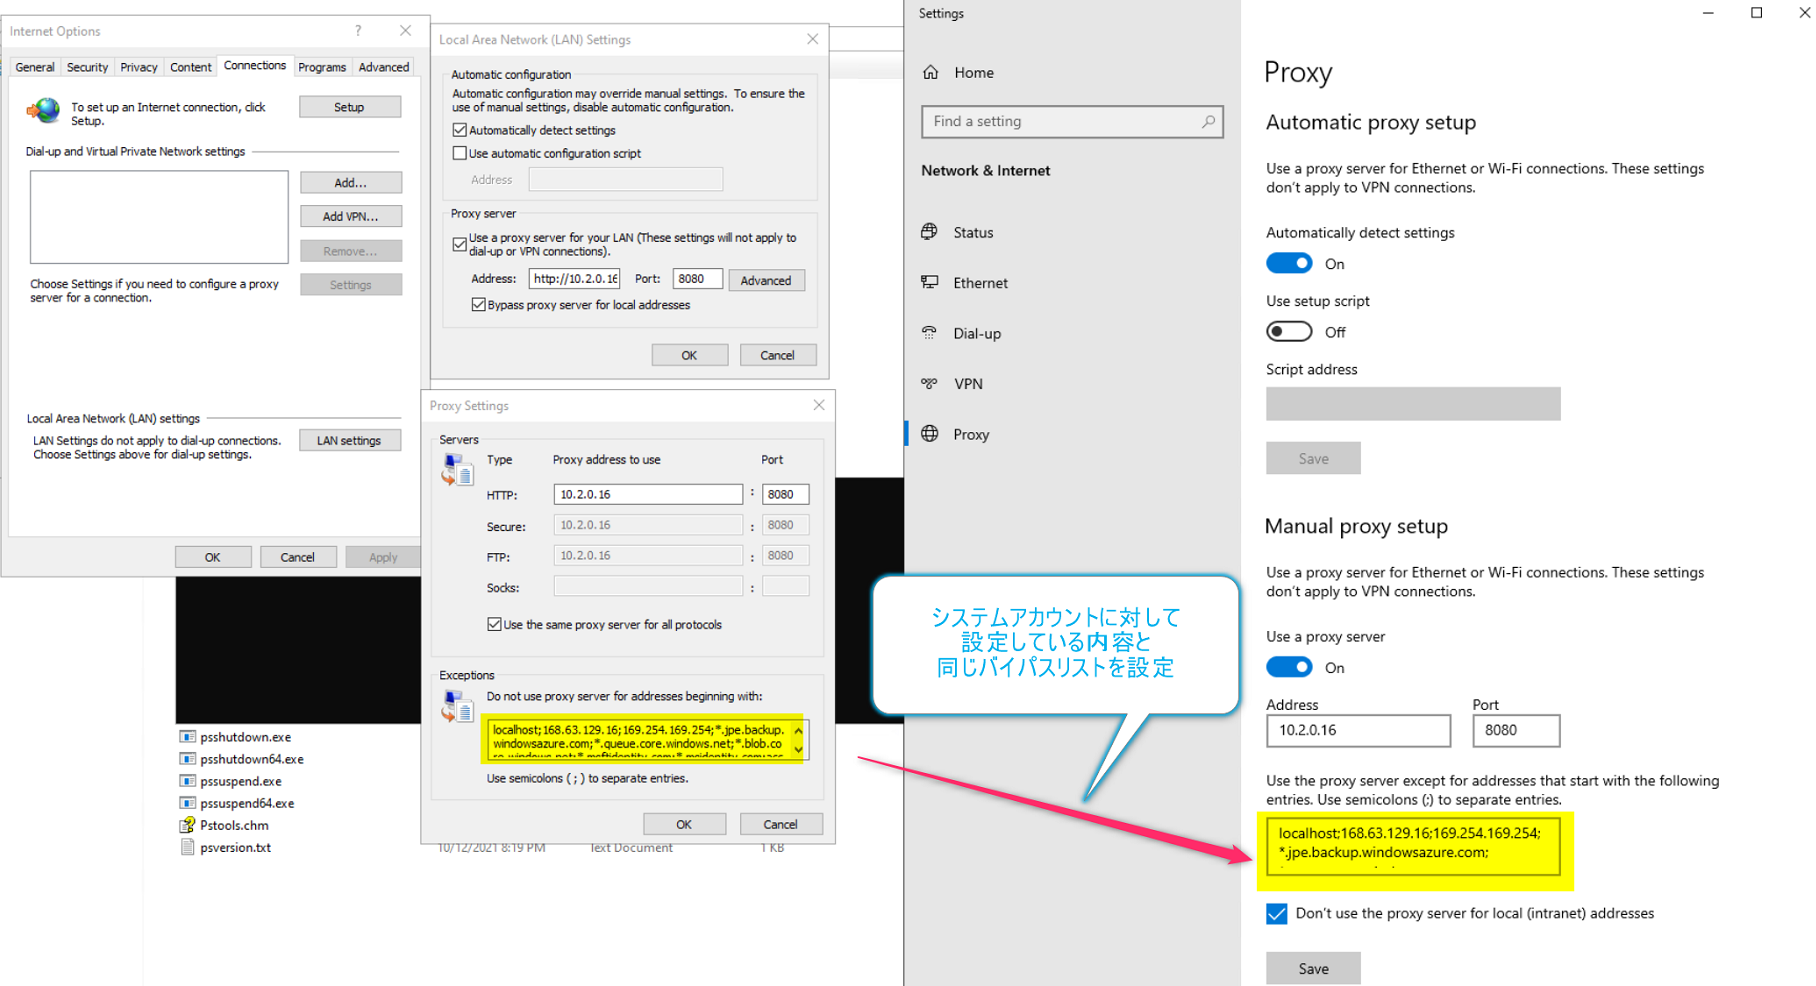 Internet Options
?
General
Security
Privacy
Content
Connections
Programs
Advanced
To set up an Internet connection, click
Setup.
Setup
Dial-up and Virtual Private Network settings
Add...
Add VPN...
Remove...
Choose Settings if you need to configure a proxy
server for a connection.
Settings
Local Area Network (LAN) settings
LAN Settings do not apply to dial-up connections.
Choose Settings above for dial-up settings.
LAN settings
OK
Cancel
Apply
Local Area Network (LAN) Settings
Automatic configuration
Automatic configuration may override manual settings. To ensure the
use of manual settings, disable automatic configuration.
Automatically detect settings
Use automatic configuration script
Address
Proxy server
Use a proxy server for your LAN (These settings will not apply to
dial-up or VPN connections).
Address:
http://10.2.0.16
Port:
8080
Advanced
Bypass proxy server for local addresses
OK
Cancel
Proxy Settings
Servers
Type
Proxy address to use
Port
HTTP:
10.2.0.16
:
8080
Secure:
10.2.0.16
:
8080
FTP:
10.2.0.16
:
8080
Socks:
:
Use the same proxy server for all protocols
Exceptions
Do not use proxy server for addresses beginning with:
localhost;168.63.129.16;169.254.169.254;*.jpe.backup.
windowsazure.com;*.queue.core.windows.net;*.blob.co
re.windows.net;*.msftidentity.com;*.msidentity.com;acs
Use semicolons ( ; ) to separate entries.
OK
Cancel
psshutdown.exe
psshutdown64.exe
pssuspend.exe
pssuspend64.exe
Pstools.chm
psversion.txt
10/12/2021 8:19 PM
Text Document
1 KB
システムアカウントに対して
設定している内容と
同じバイパスリストを設定
Settings
Home
Find a setting
Network & Internet
Status
Ethernet
Dial-up
VPN
Proxy
Proxy
Automatic proxy setup
Use a proxy server for Ethernet or Wi-Fi connections. These settings
don't apply to VPN connections.
Automatically detect settings
On
Use setup script
Off
Script address
Save
Manual proxy setup
Use a proxy server for Ethernet or Wi-Fi connections. These settings
don't apply to VPN connections.
Use a proxy server
On
Address
Port
10.2.0.16
8080
Use the proxy server except for addresses that start with the following
entries. Use semicolons (;) to separate entries.
localhost;168.63.129.16;169.254.169.254;
*.jpe.backup.windowsazure.com;
Don't use the proxy server for local (intranet) addresses
Save